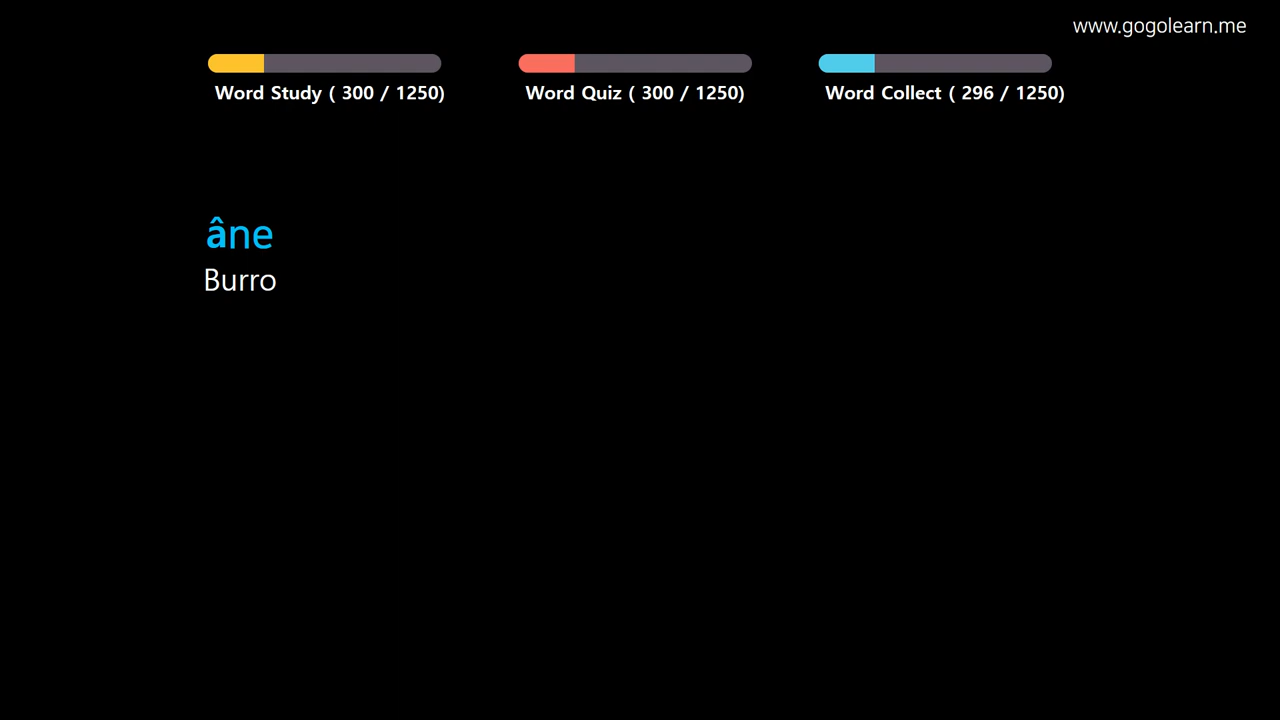 www.gogolearn.me
Word Study ( 300 / 1250)
Word Quiz ( 300 / 1250)
Word Collect ( 296 / 1250)
âne
Burro